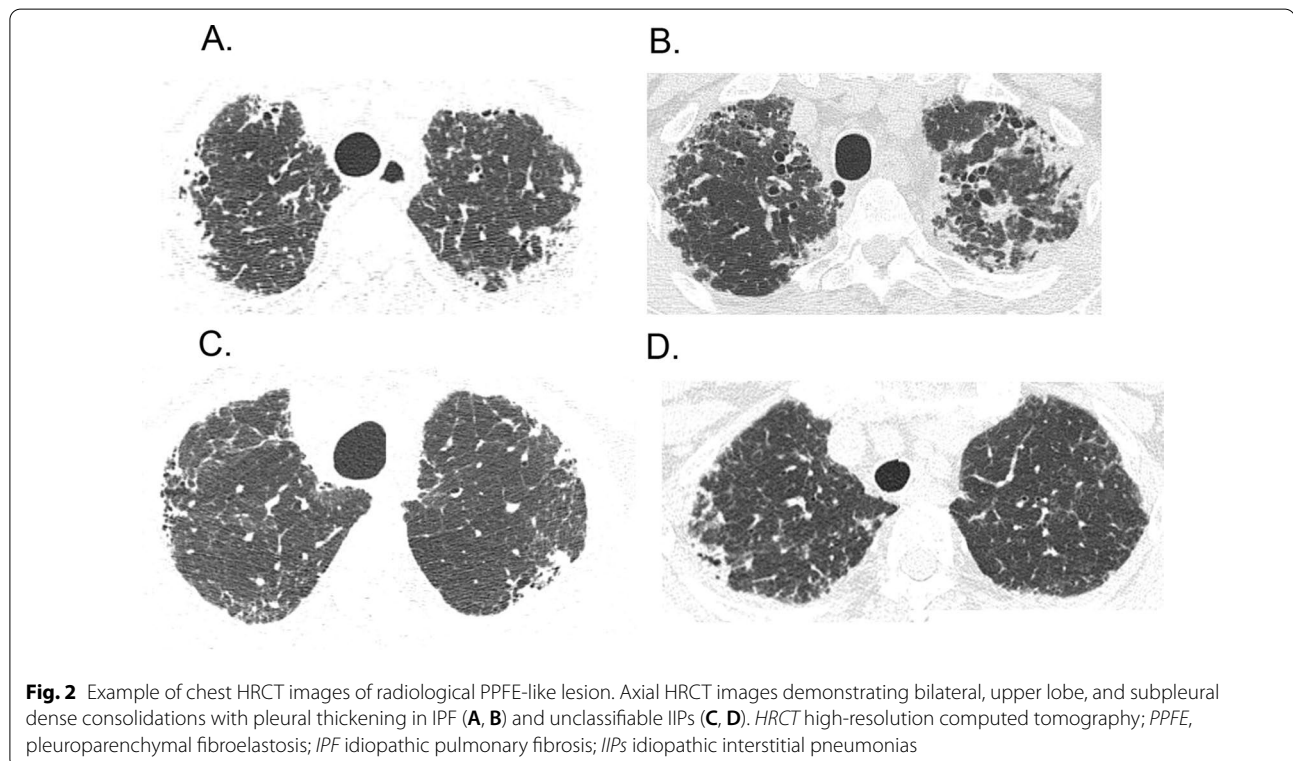 A.
B.
C.
D.
Fig. 2 Example of chest HRCT images of radiological PPFE-like lesion. Axial HRCT images demonstrating bilateral, upper lobe, and subpleural
dense consolidations with pleural thickening in IPF (A, B) and unclassifiable IIPs (C, D). HRCT high-resolution computed tomography; PPFE,
pleuroparenchymal fibroelastosis; IPF idiopathic pulmonary fibrosis; IIPs idiopathic interstitial pneumonias